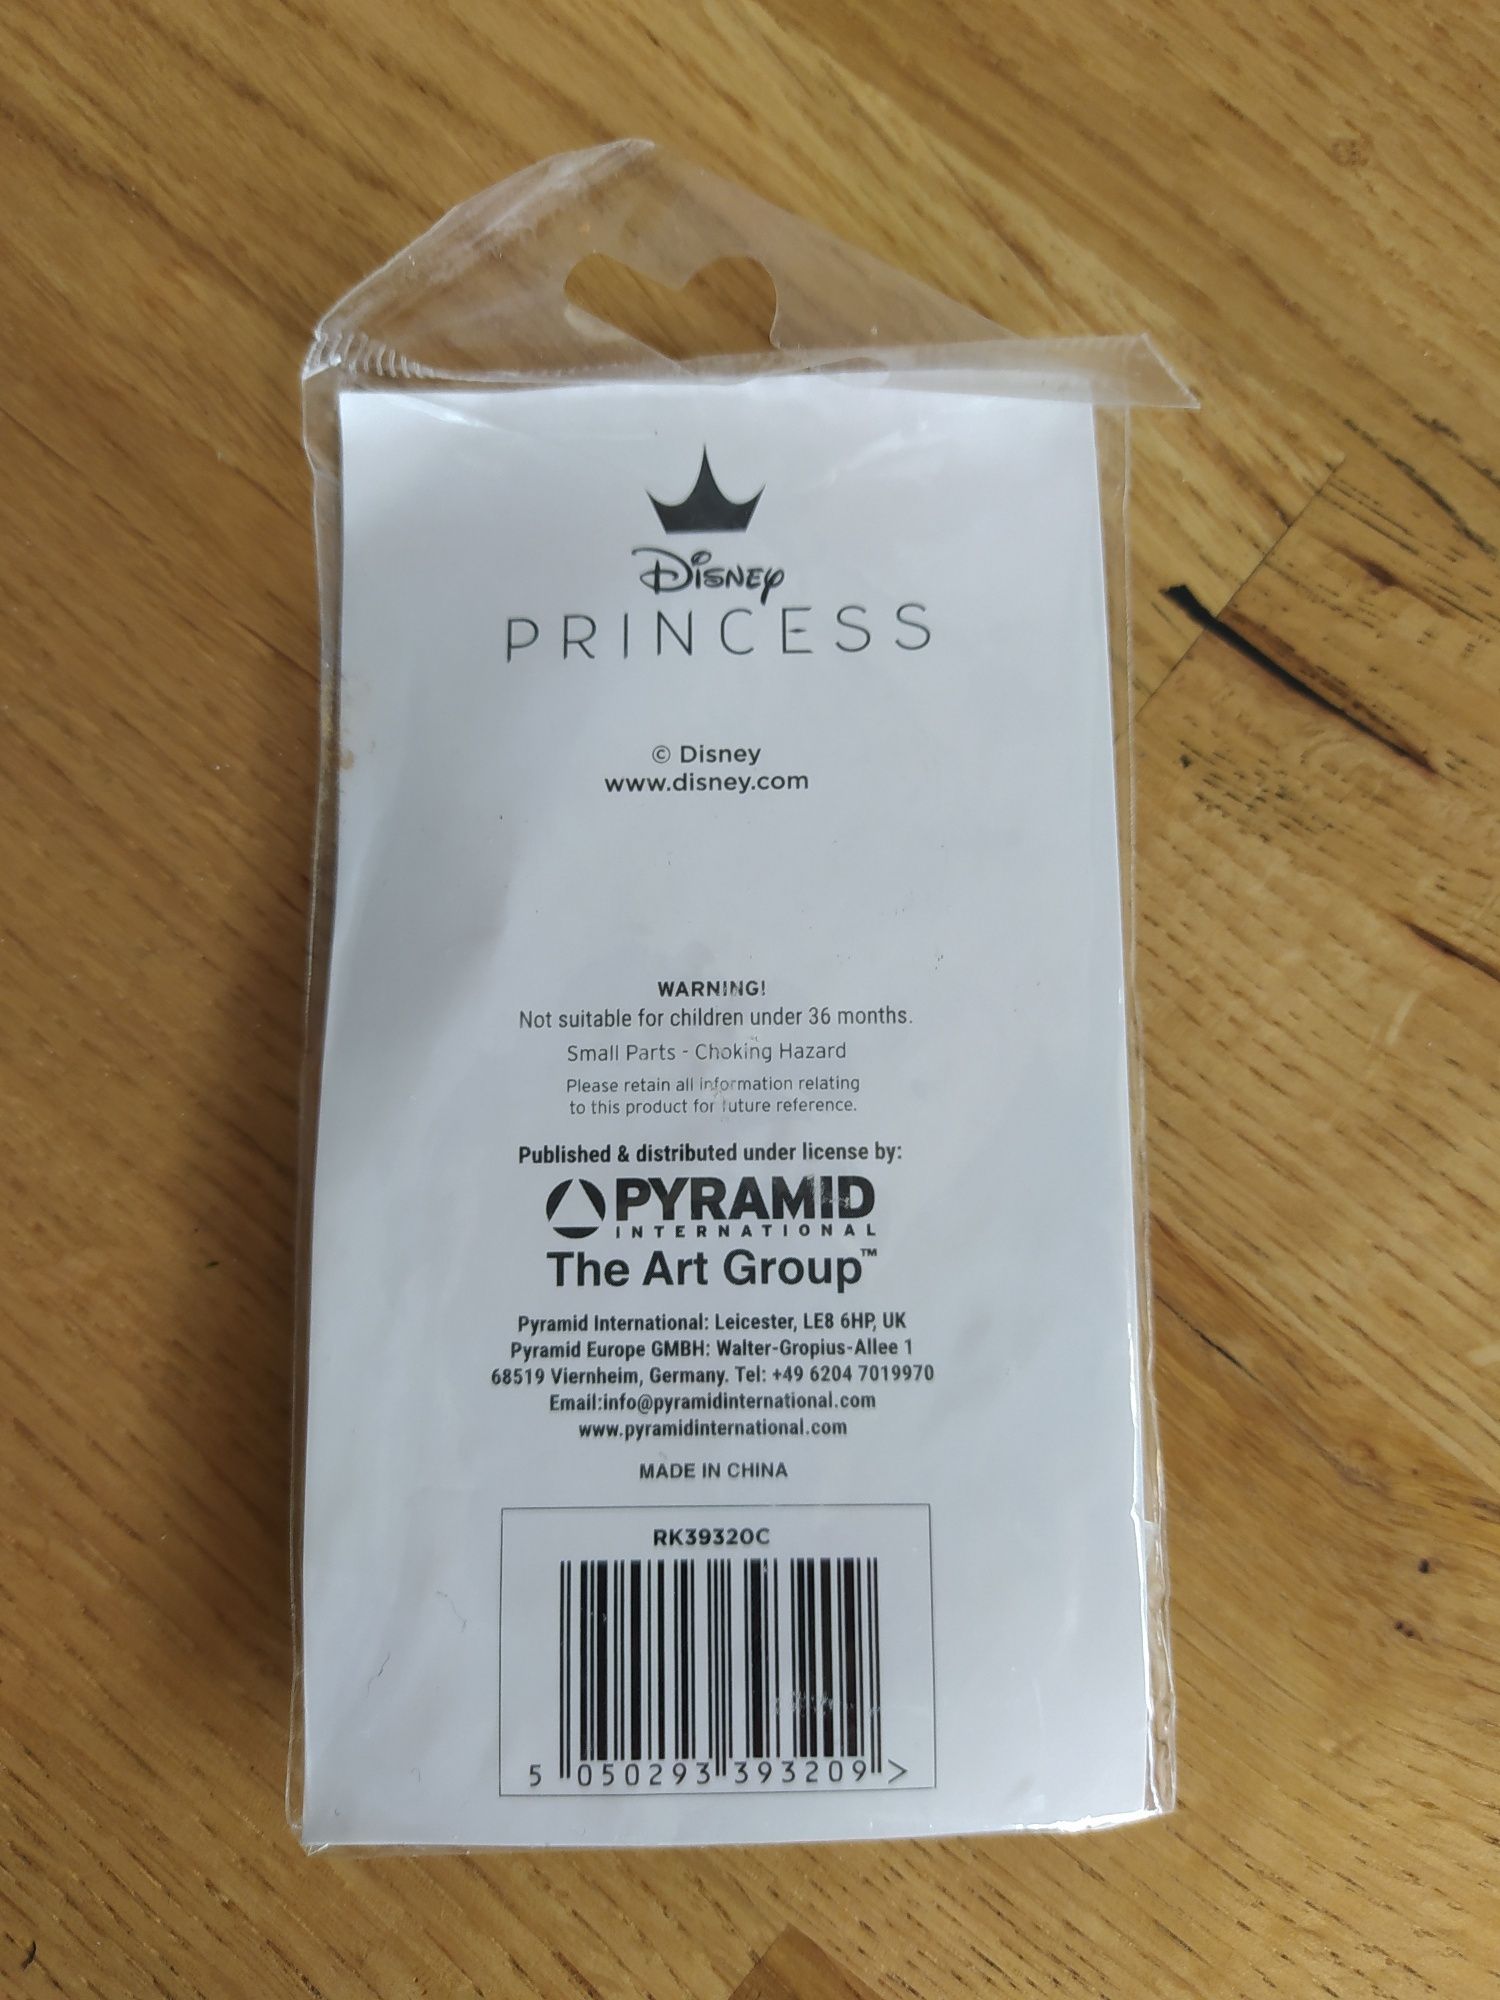 Disney
PRINCESS
© Disney
www.disney.com
WARNING!
Not suitable for children under 36 months.
Small Parts - Choking Hazard
Please retain all information relating
to this product for future reference.
Published & distributed under license by:
PYRAMID
INTERNATIONAL
The Art Group™
Pyramid International: Leicester, LE8 6HP, UK
Pyramid Europe GMBH: Walter-Gropius-Allee 1
68519 Viernheim, Germany. Tel: +49 6204 7019970
Email:info@pyramidinternational.com
www.pyramidinternational.com
MADE IN CHINA
RK39320C
5 050293 393209 >